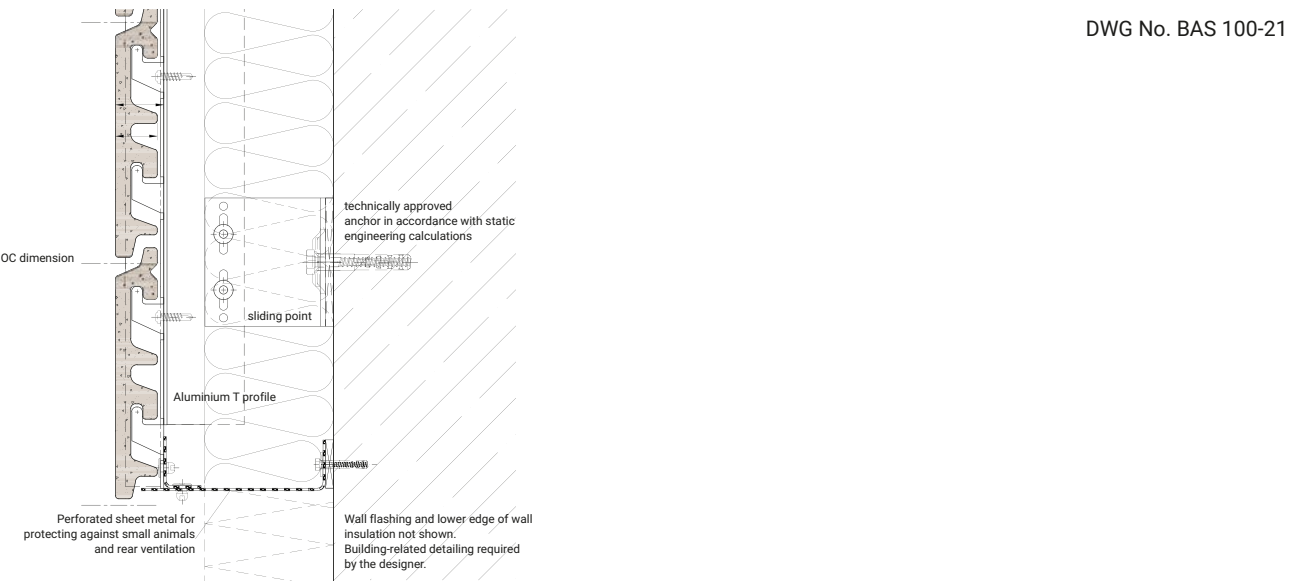 DWG No. BAS 100-21
technically approved
anchor in accordance with static
engineering calculations
OC dimension
sliding point
Aluminium T profile
Perforated sheet metal for
protecting against small animals
and rear ventilation
Wall flashing and lower edge of wall
insulation not shown.
Building-related detailing required
by the designer.